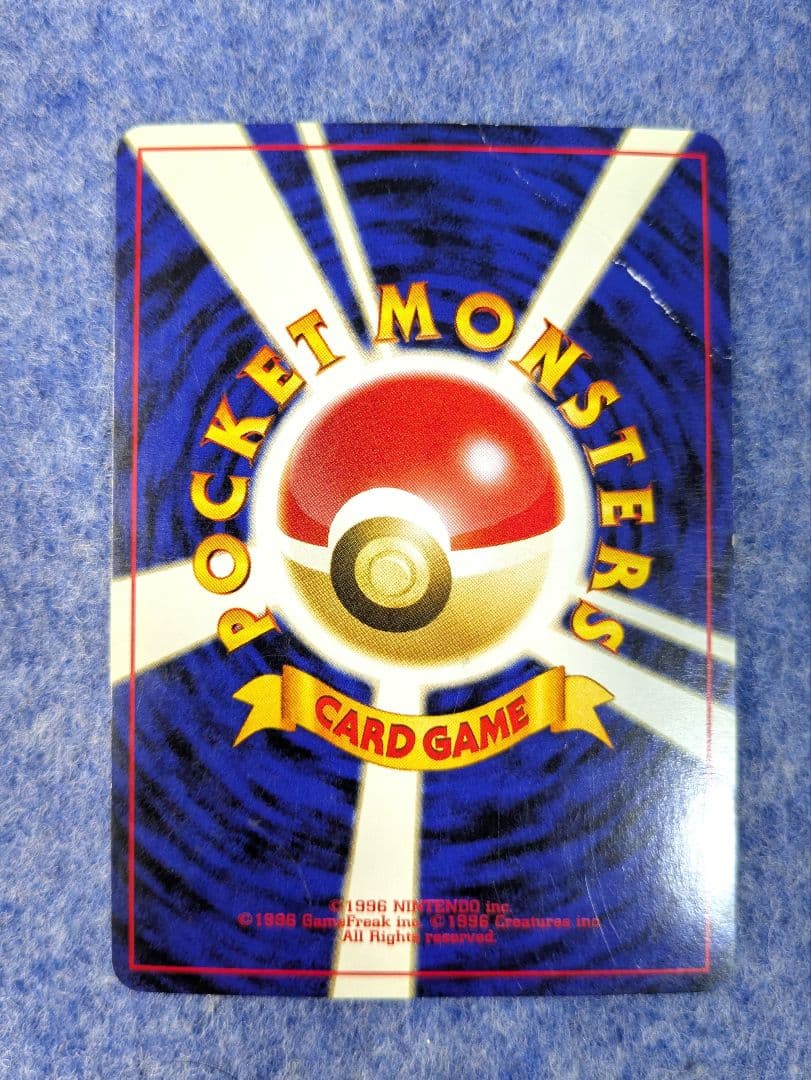 POCKET MONSTERS
CARD GAME
©1996 NINTENDO inc.
©1996 GameFreak inc. ©1996 Creatures inc.
All Rights reserved.